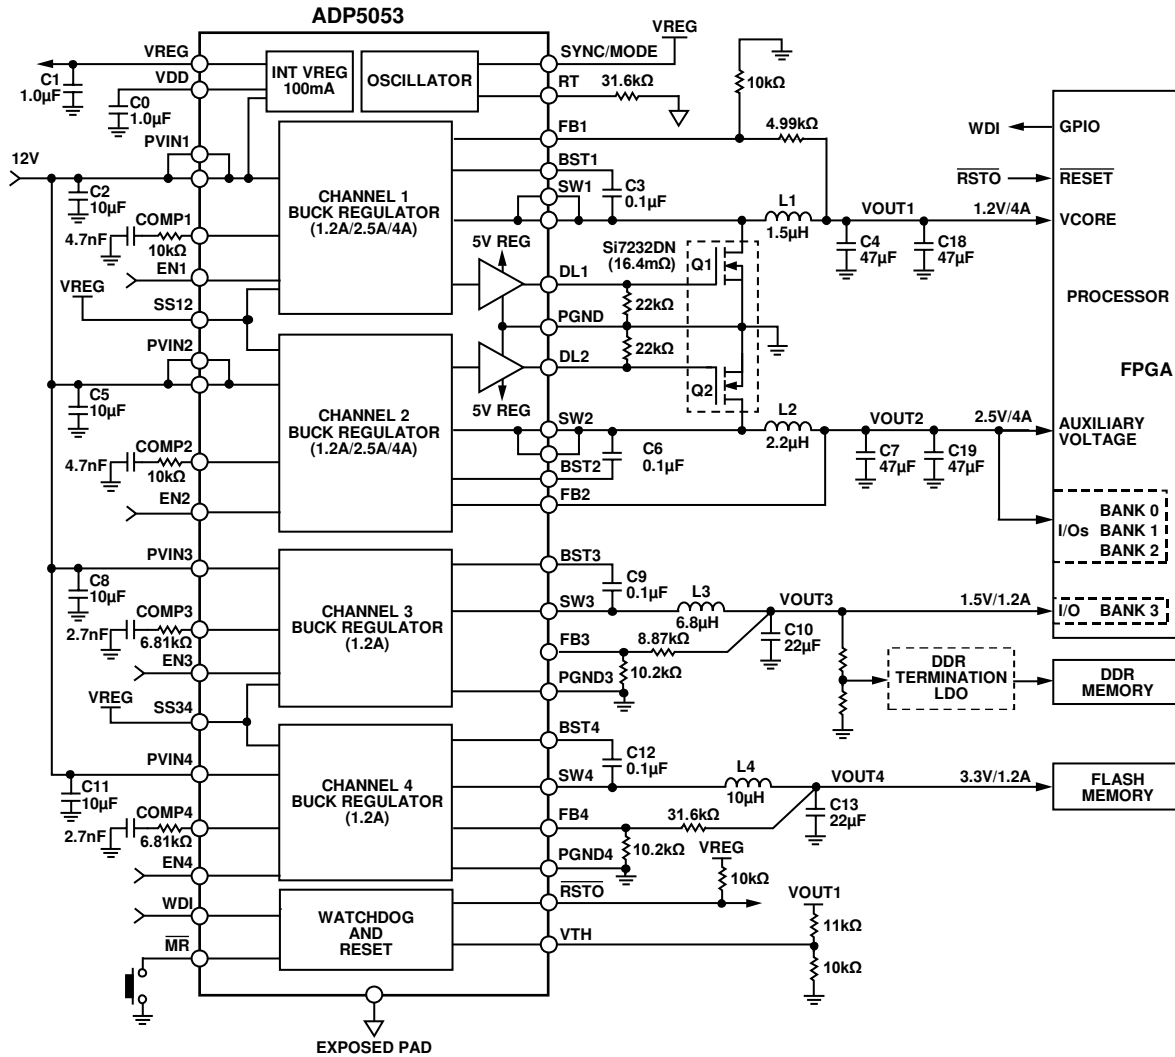 ADP5053
VREG
VDD
C1
1.0µF
C0
1.0µF
INT VREG
100mA
OSCILLATOR
SYNC/MODE
VREG
RT
31.6kΩ
10kΩ
FB1
4.99kΩ
PVIN1
12V
C2
10µF
COMP1
4.7nF
10kΩ
EN1
VREG
SS12
CHANNEL 1
BUCK REGULATOR
(1.2A/2.5A/4A)
BST1
SW1
C3
0.1µF
L1
1.5µH
VOUT1
1.2V/4A
C4
47µF
C18
47µF
5V REG
DL1
Si7232DN
(16.4mΩ)
Q1
22kΩ
PGND
22kΩ
DL2
Q2
5V REG
PVIN2
C5
10µF
COMP2
4.7nF
10kΩ
EN2
CHANNEL 2
BUCK REGULATOR
(1.2A/2.5A/4A)
SW2
L2
2.2µH
VOUT2
2.5V/4A
C6
0.1µF
C7
47µF
C19
47µF
BST2
FB2
PVIN3
C8
10µF
COMP3
2.7nF
6.81kΩ
EN3
VREG
SS34
CHANNEL 3
BUCK REGULATOR
(1.2A)
BST3
C9
0.1µF
SW3
L3
6.8µH
VOUT3
1.5V/1.2A
FB3
8.87kΩ
C10
22µF
10.2kΩ
PGND3
DDR
TERMINATION
LDO
DDR
MEMORY
PVIN4
C11
10µF
COMP4
2.7nF
6.81kΩ
EN4
CHANNEL 4
BUCK REGULATOR
(1.2A)
BST4
C12
0.1µF
SW4
L4
10µH
VOUT4
3.3V/1.2A
FLASH
MEMORY
FB4
31.6kΩ
C13
22µF
10.2kΩ
PGND4
VREG
10kΩ
WDI
MR
WATCHDOG
AND
RESET
RSTO
VTH
VOUT1
11kΩ
10kΩ
EXPOSED PAD
WDI
GPIO
RSTO
RESET
VCORE
PROCESSOR
FPGA
AUXILIARY
VOLTAGE
BANK 0
I/Os BANK 1
BANK 2
I/O BANK 3